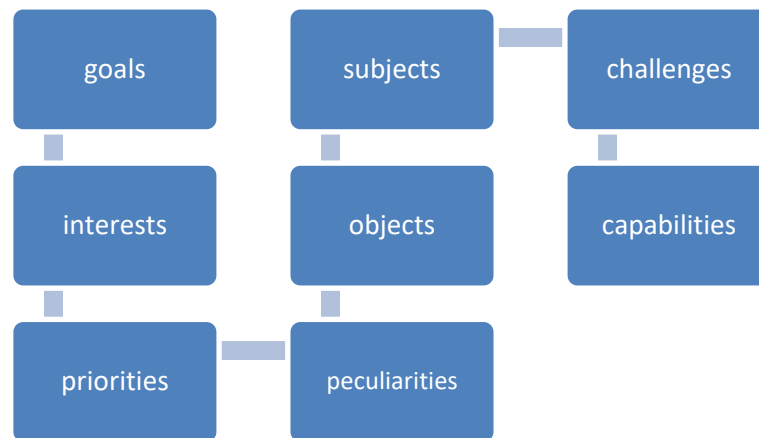 goals
interests
priorities
peculiarities
objects
subjects
challenges
capabilities